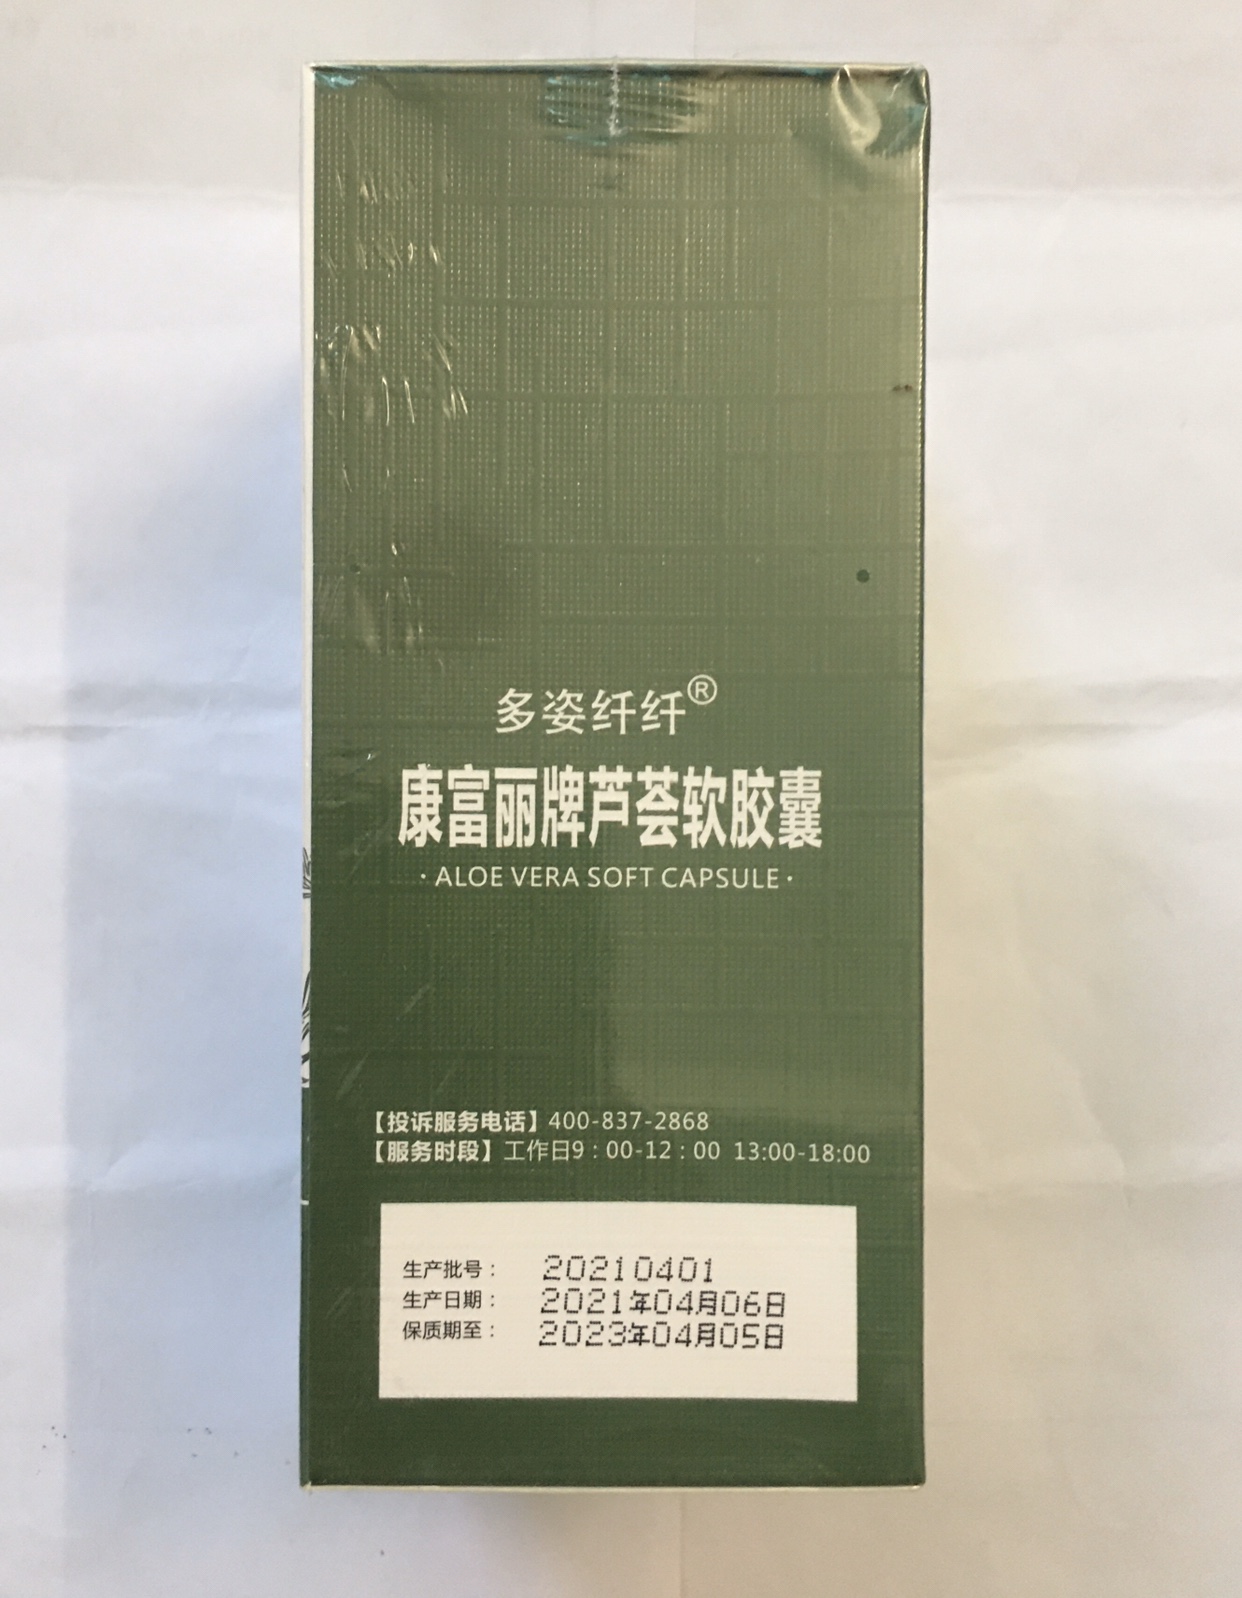 多姿纤纤®
康富丽牌芦荟软胶囊
·ALOE VERA SOFT CAPSULE·
【投诉服务电话】400-837-2868
【服务时段】工作日9：00-12：00 13:00-18:00
生产批号： 20210401
生产日期： 2021年04月06日
保质期至： 2023年04月05日